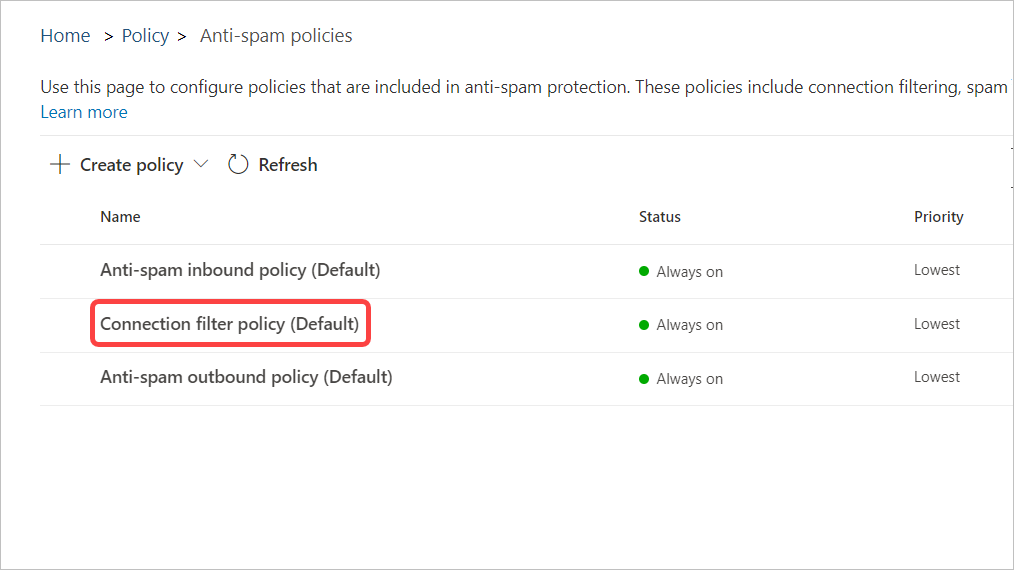 Home > Policy > Anti-spam policies
Use this page to configure policies that are included in anti-spam protection. These policies include connection filtering, spam
Learn more
Create policy Refresh
Name Status Priority
Anti-spam inbound policy (Default) Always on Lowest
Connection filter policy (Default) Always on Lowest
Anti-spam outbound policy (Default) Always on Lowest